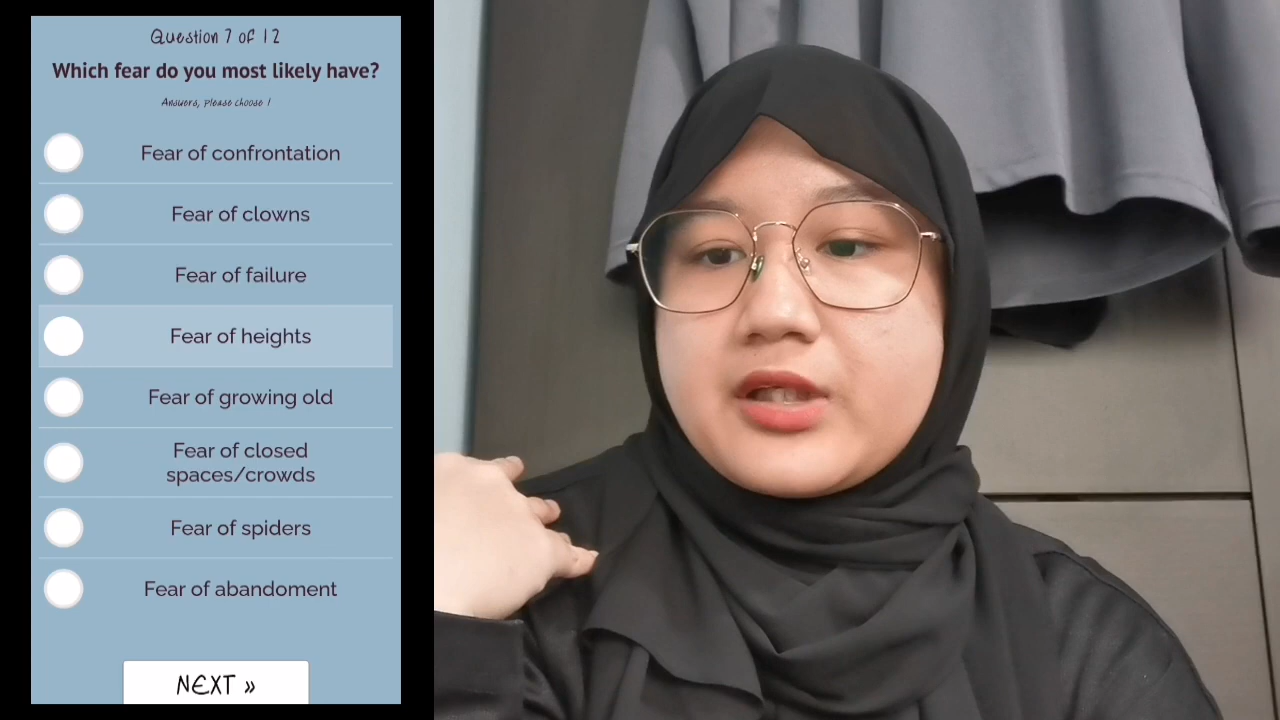 Question 7 of 12
Which fear do you most likely have?
Answers, please choose 1
Fear of confrontation
Fear of clowns
Fear of failure
Fear of heights
Fear of growing old
Fear of closed
spaces/crowds
Fear of spiders
Fear of abandoment
NEXT »